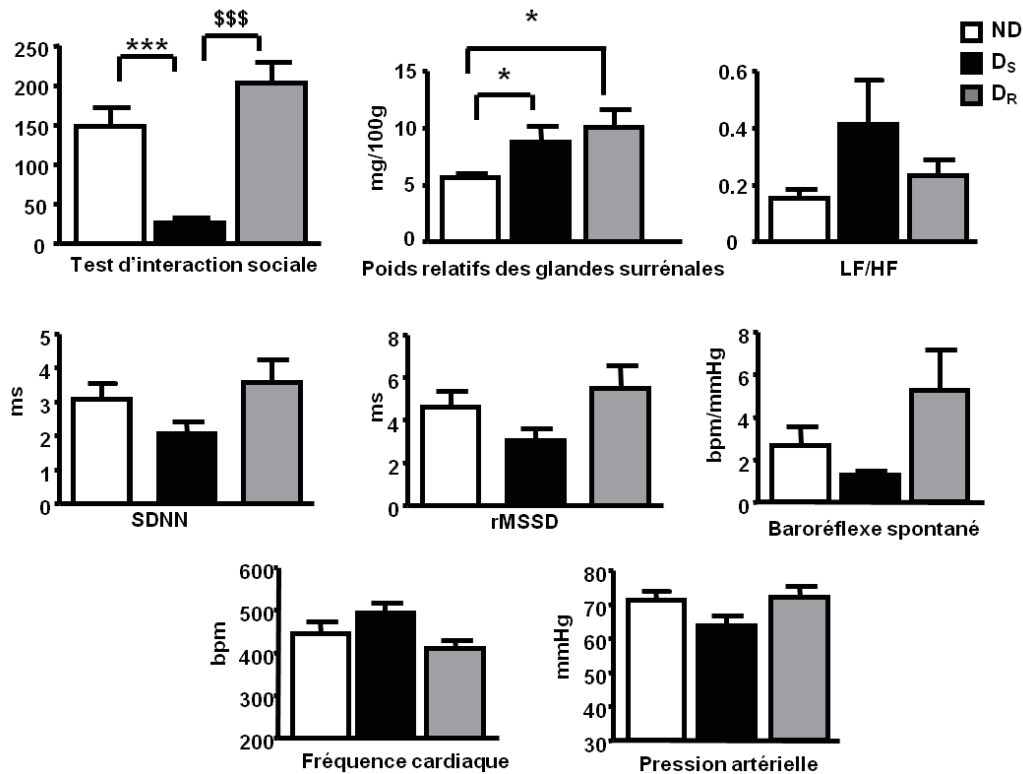 ND
D_S
D_R
***
$$$
250
200
150
100
50
0
Test d'interaction sociale
*
*
mg/100g
15
10
5
0
Poids relatifs des glandes surrénales
0.6
0.4
0.2
0
LF/HF
ms
5
4
3
2
1
0
SDNN
ms
8
6
4
2
0
rMSSD
bpm/mmHg
8
6
4
2
0
Baroréflexe spontané
bpm
600
500
400
300
200
Fréquence cardiaque
mmHg
80
70
60
50
40
30
Pression artérielle